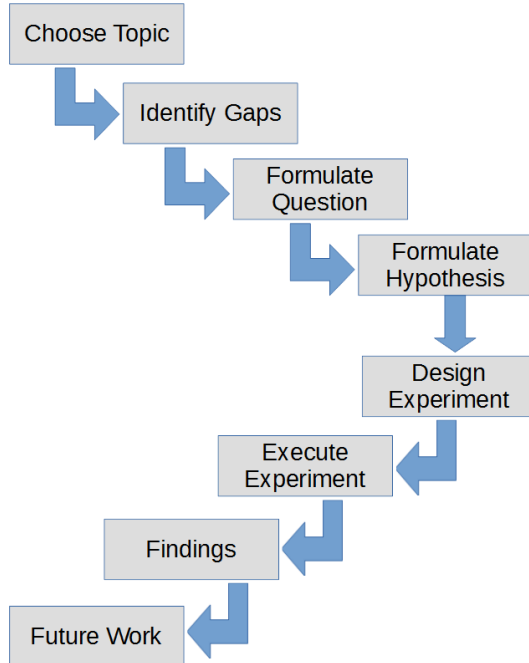 Choose Topic
Identify Gaps
Formulate
Question
Formulate
Hypothesis
Design
Experiment
Execute
Experiment
Findings
Future Work